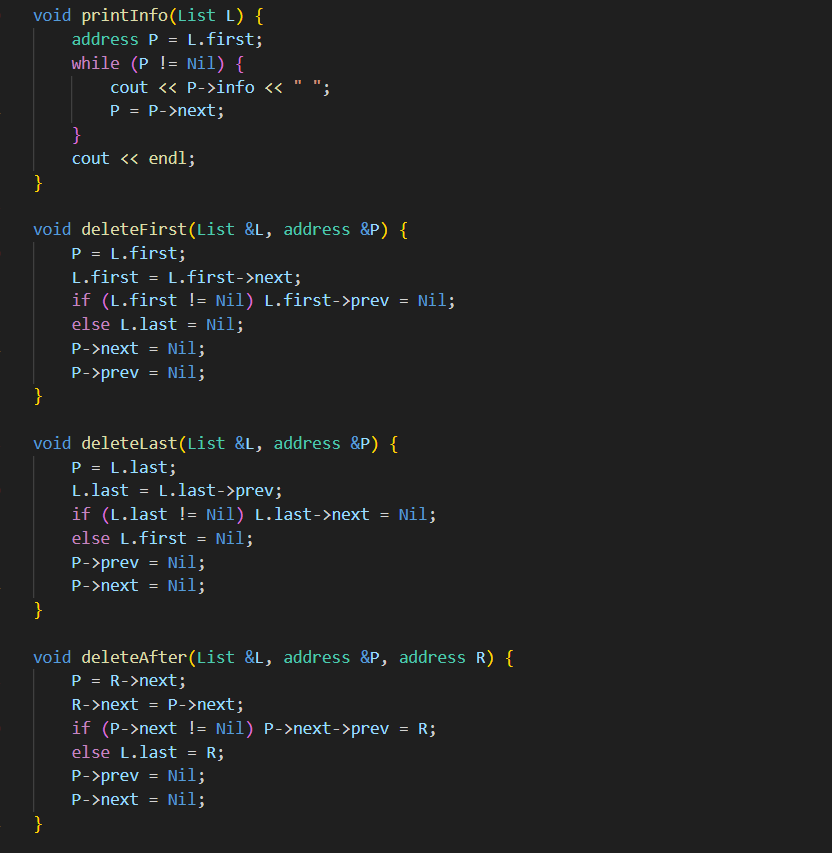 void printInfo(List L) {
    address P = L.first;
    while (P != Nil) {
        cout << P->info << " ";
        P = P->next;
    }
    cout << endl;
}

void deleteFirst(List &L, address &P) {
    P = L.first;
    L.first = L.first->next;
    if (L.first != Nil) L.first->prev = Nil;
    else L.last = Nil;
    P->next = Nil;
    P->prev = Nil;
}

void deleteLast(List &L, address &P) {
    P = L.last;
    L.last = L.last->prev;
    if (L.last != Nil) L.last->next = Nil;
    else L.first = Nil;
    P->prev = Nil;
    P->next = Nil;
}

void deleteAfter(List &L, address &P, address R) {
    P = R->next;
    R->next = P->next;
    if (P->next != Nil) P->next->prev = R;
    else L.last = R;
    P->prev = Nil;
    P->next = Nil;
}